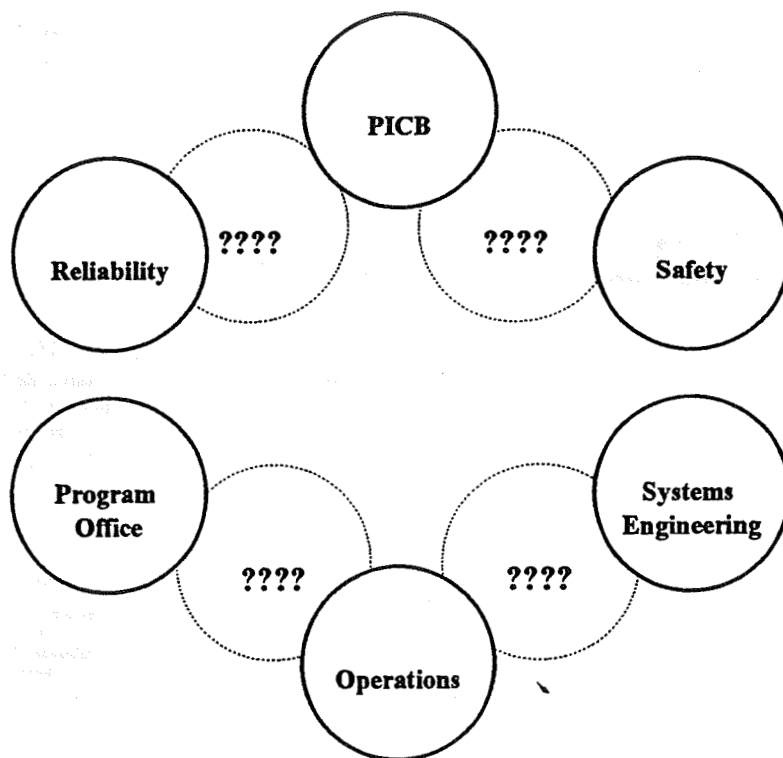 PICB
???? ????
Reliability Safety
Program Systems
Office Engineering
???? ????
Operations